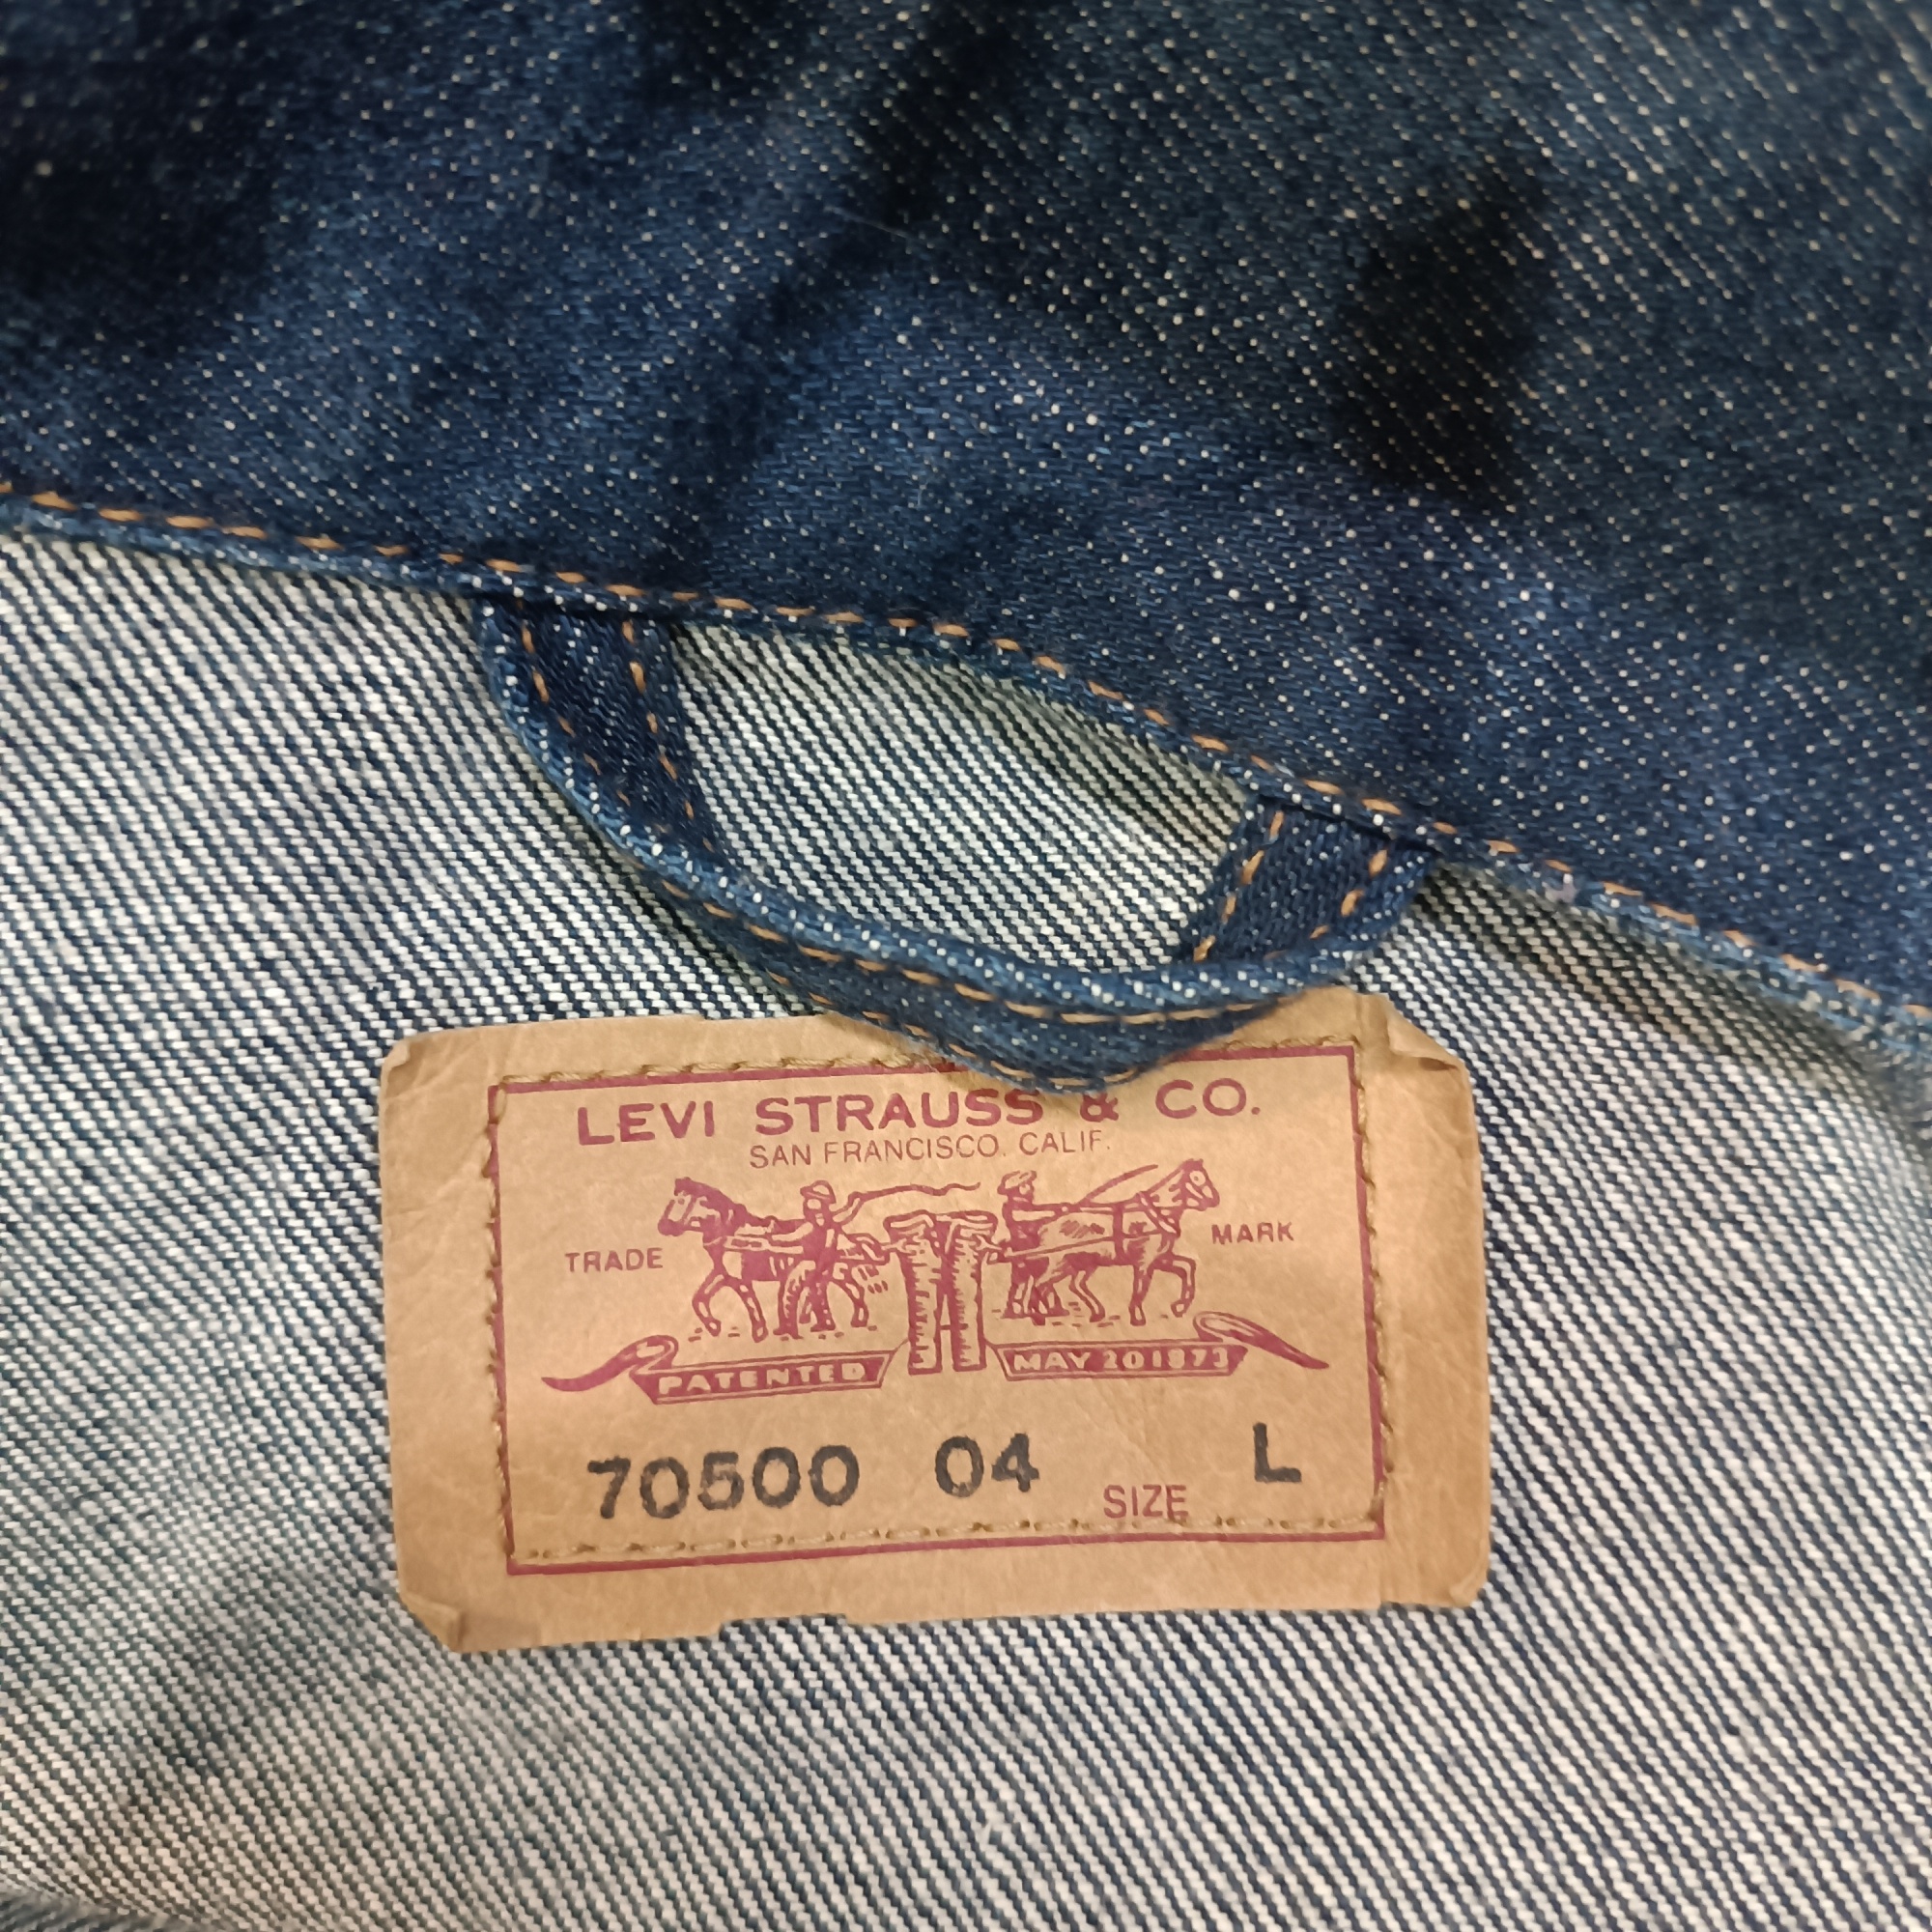 LEVI STRAUSS & CO.
SAN FRANCISCO, CALIF.
TRADE MARK
PATENTED MAY 20 1873
70500 04 SIZE L